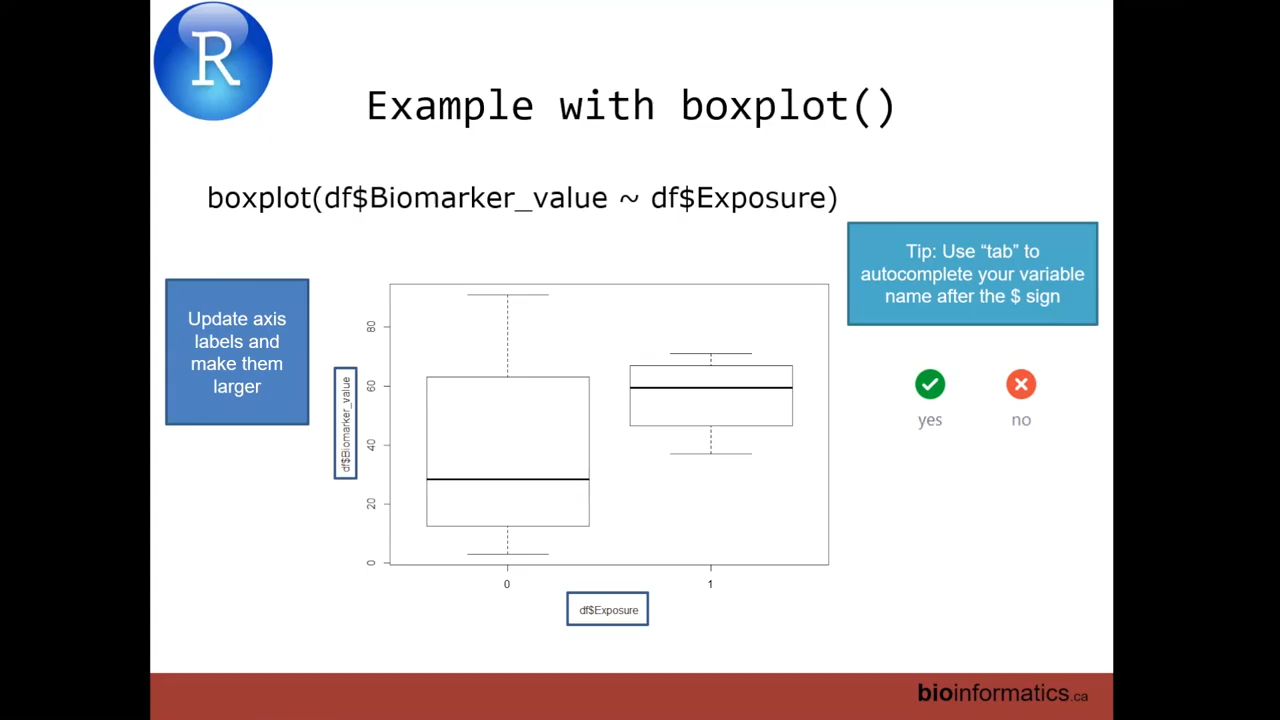 R
Example with boxplot()
boxplot(df$Biomarker_value ~ df$Exposure)
Tip: Use “tab” to
autocomplete your variable
name after the $ sign
Update axis
labels and
make them
larger
df$Biomarker_value
80
60
40
20
0
0
1
df$Exposure
yes
no
bioinformatics.ca